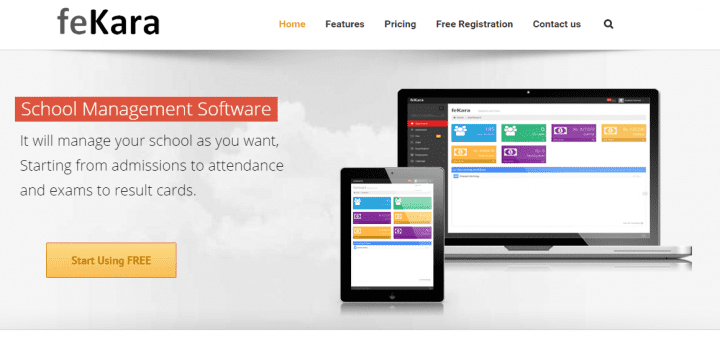 feKara
Home Features Pricing Free Registration Contact us
School Management Software
It will manage your school as you want,
Starting from admissions to attendance
and exams to result cards.
Start Using FREE
feKara
feKara